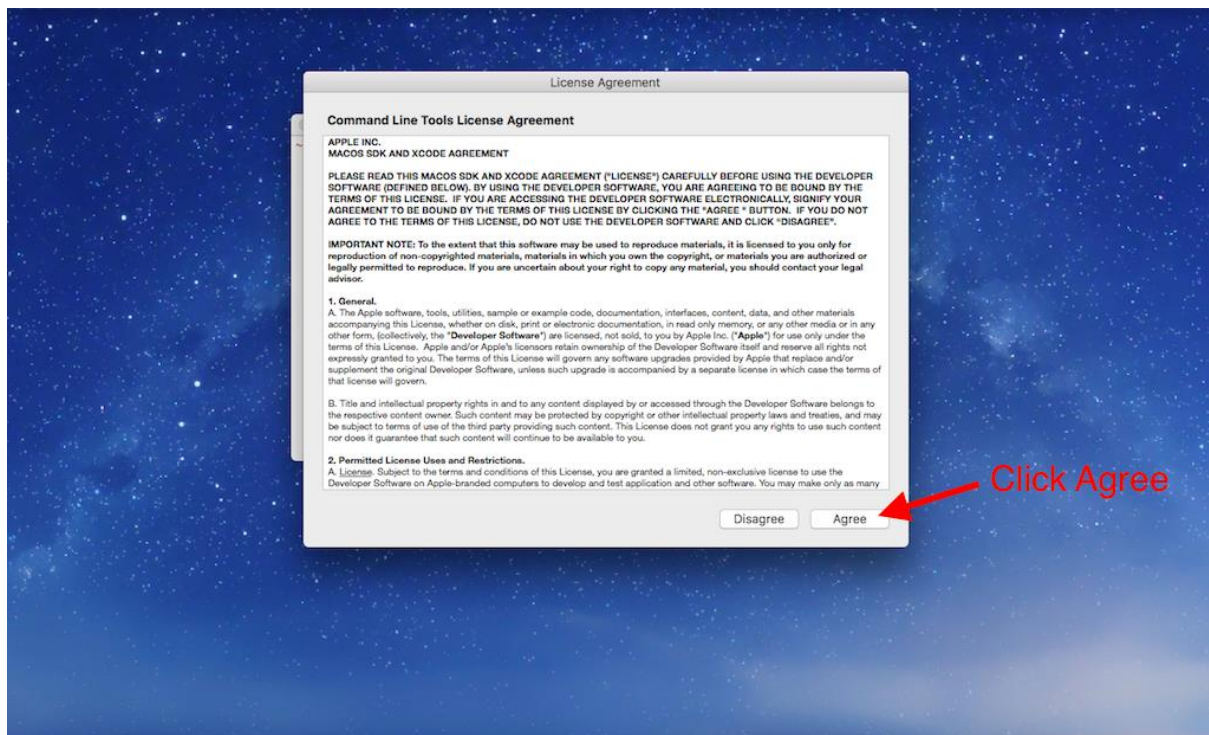 License Agreement
Command Line Tools License Agreement
APPLE INC.
MACOS SDK AND XCODE AGREEMENT
PLEASE READ THIS MACOS SDK AND XCODE AGREEMENT ("LICENSE") CAREFULLY BEFORE USING THE DEVELOPER
SOFTWARE (DEFINED BELOW). BY USING THE DEVELOPER SOFTWARE, YOU ARE AGREEING TO BE BOUND BY THE
TERMS OF THIS LICENSE. IF YOU ARE ACCESSING THE DEVELOPER SOFTWARE ELECTRONICALLY, SIGNIFY YOUR
AGREEMENT TO BE BOUND BY THE TERMS OF THIS LICENSE BY CLICKING THE "AGREE " BUTTON. IF YOU DO NOT
AGREE TO THE TERMS OF THIS LICENSE, DO NOT USE THE DEVELOPER SOFTWARE AND CLICK "DISAGREE".
IMPORTANT NOTE: To the extent that this software may be used to reproduce materials, it is licensed to you only for
reproduction of non-copyrighted materials, materials in which you own the copyright, or materials you are authorized or
legally permitted to reproduce. If you are uncertain about your right to copy any material, you should contact your legal
advisor.
1. General.
A. The Apple software, tools, utilities, sample or example code, documentation, interfaces, content, data, and other materials
accompanying this License, whether on disk, print or electronic documentation, in read only memory, or any other media or in any
other form, (collectively, the "Developer Software") are licensed, not sold, to you by Apple Inc. ("Apple") for use only under the
terms of this License. Apple and/or Apple's licensors retain ownership of the Developer Software itself and reserve all rights not
expressly granted to you. The terms of this License will govern any software upgrades provided by Apple that replace and/or
supplement the original Developer Software, unless such upgrade is accompanied by a separate license in which case the terms of
that license will govern.
B. Title and intellectual property rights in and to any content displayed by or accessed through the Developer Software belongs to
the respective content owner. Such content may be protected by copyright or other intellectual property laws and treaties, and may
be subject to terms of use of the third party providing such content. This License does not grant you any rights to use such content
nor does it guarantee that such content will continue to be available to you.
2. Permitted License Uses and Restrictions.
A. License. Subject to the terms and conditions of this License, you are granted a limited, non-exclusive license to use the
Developer Software on Apple-branded computers to develop and test application and other software. You may make only as many
Click Agree
Disagree
Agree